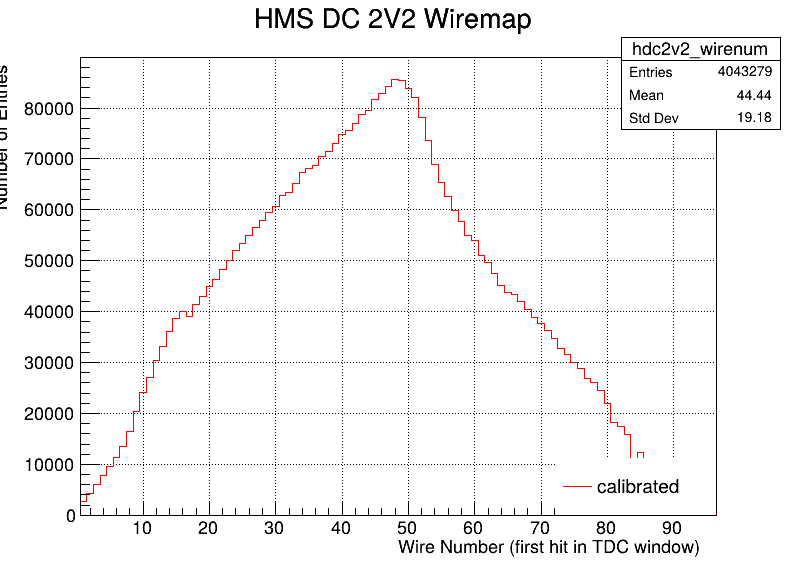 HMS DC 2V2 Wiremap
hdc2v2_wirenum
Entries 4043279
Mean 44.44
Std Dev 19.18
Number of Entries
80000
70000
60000
50000
40000
30000
20000
10000
0
10 20 30 40 50 60 70 80 90
calibrated
Wire Number (first hit in TDC window)